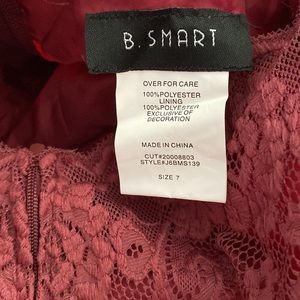 B. SMART
OVER FOR CARE
100%POLYESTER
LINING
100%POLYESTER
EXCLUSIVE OF
DECORATION
MADE IN CHINA
CUT#20008803
STYLE#J6BMS139
SIZE 7